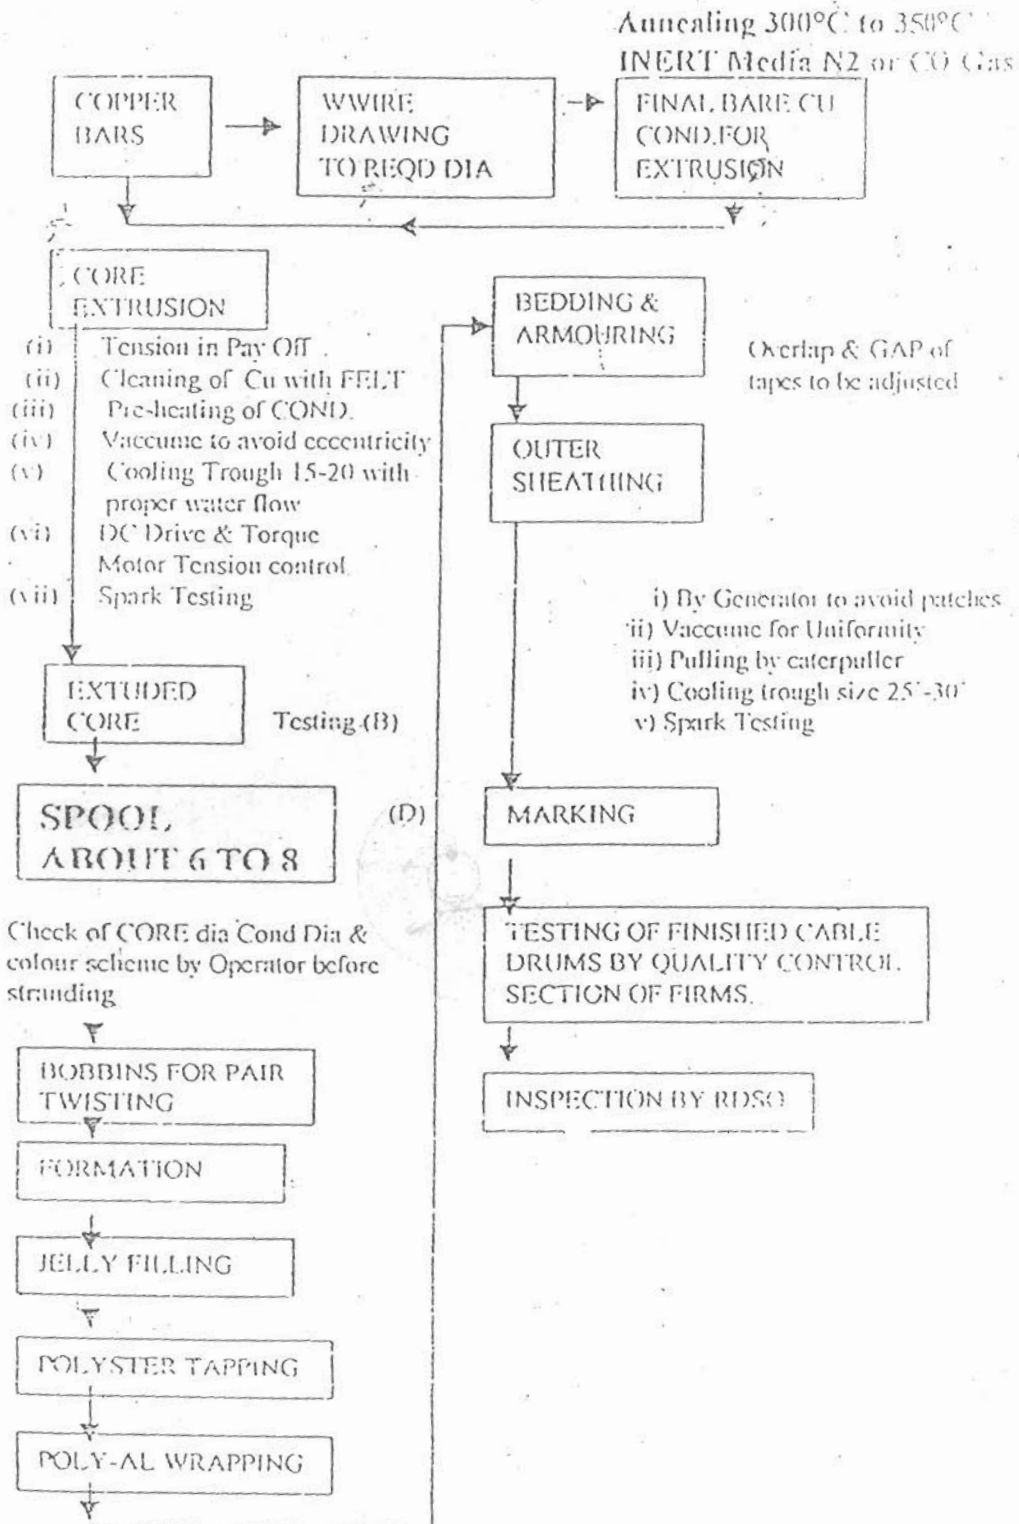 Annealing 300°C to 350°C
INERT Media N2 or CO Gas
COPPER
BARS
WWIRE
DRAWING
TO REQD DIA
FINAL BARE CU
COND.FOR
EXTRUSION
CORE
EXTRUSION
(i) Tension in Pay Off
(ii) Cleaning of Cu with FELT
(iii) Pre-heating of COND.
(iv) Vaccume to avoid eccentricity
(v) Cooling Trough 15-20 with
proper water flow
(vi) DC Drive & Torque
Motor Tension control
(vii) Spark Testing
EXTUDED
CORE
Testing (B)
SPOOL
ABOUT 6 TO 8
Check of CORE dia Cond Dia &
colour scheme by Operator before
stranding
BOBBINS FOR PAIR
TWISTING
FORMATION
JELLY FILLING
POLYSTER TAPPING
POLY-AL WRAPPING
(D)
BEDDING &
ARMOURING
Overlap & GAP of
tapes to be adjusted
OUTER
SHEATHING
i) By Generator to avoid patches
ii) Vaccume for Uniformity
iii) Pulling by caterpuller
iv) Cooling trough size 25'-30'
v) Spark Testing
MARKING
TESTING OF FINISHED CABLE
DRUMS BY QUALITY CONTROL
SECTION OF FIRMS.
INSPECTION BY RDSO